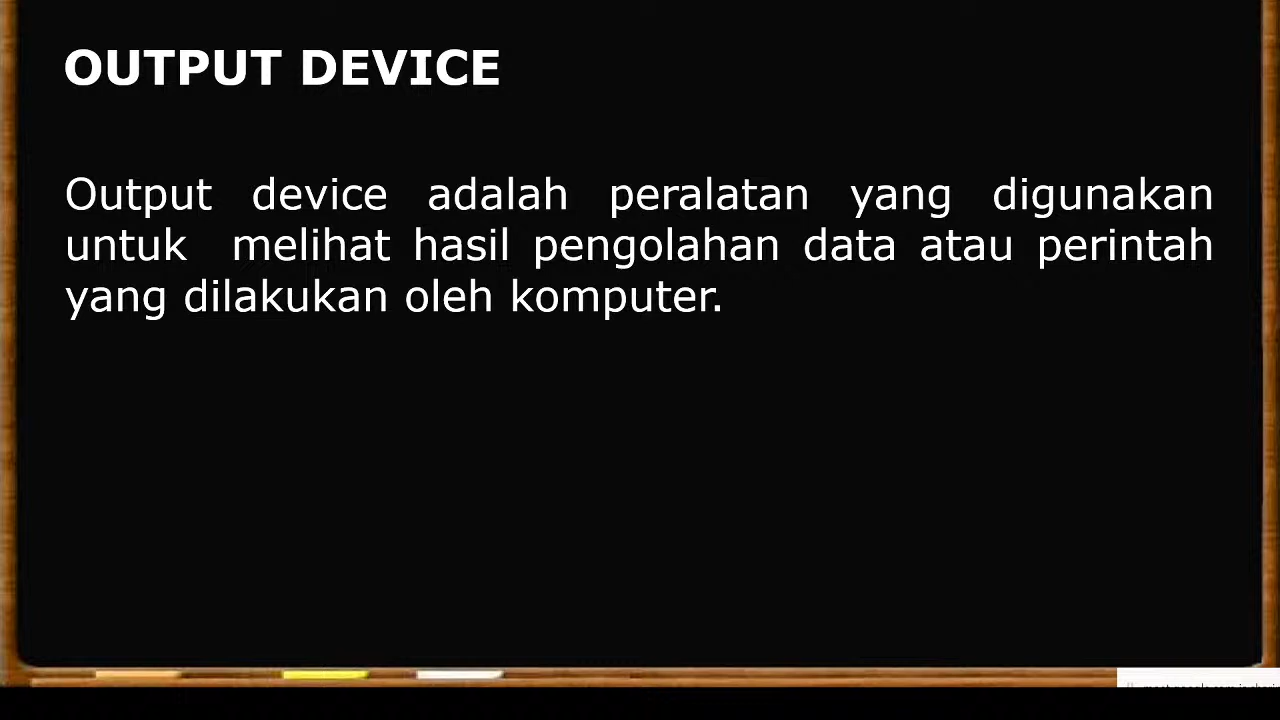 OUTPUT DEVICE
Output device adalah peralatan yang digunakan
untuk melihat hasil pengolahan data atau perintah
yang dilakukan oleh komputer.